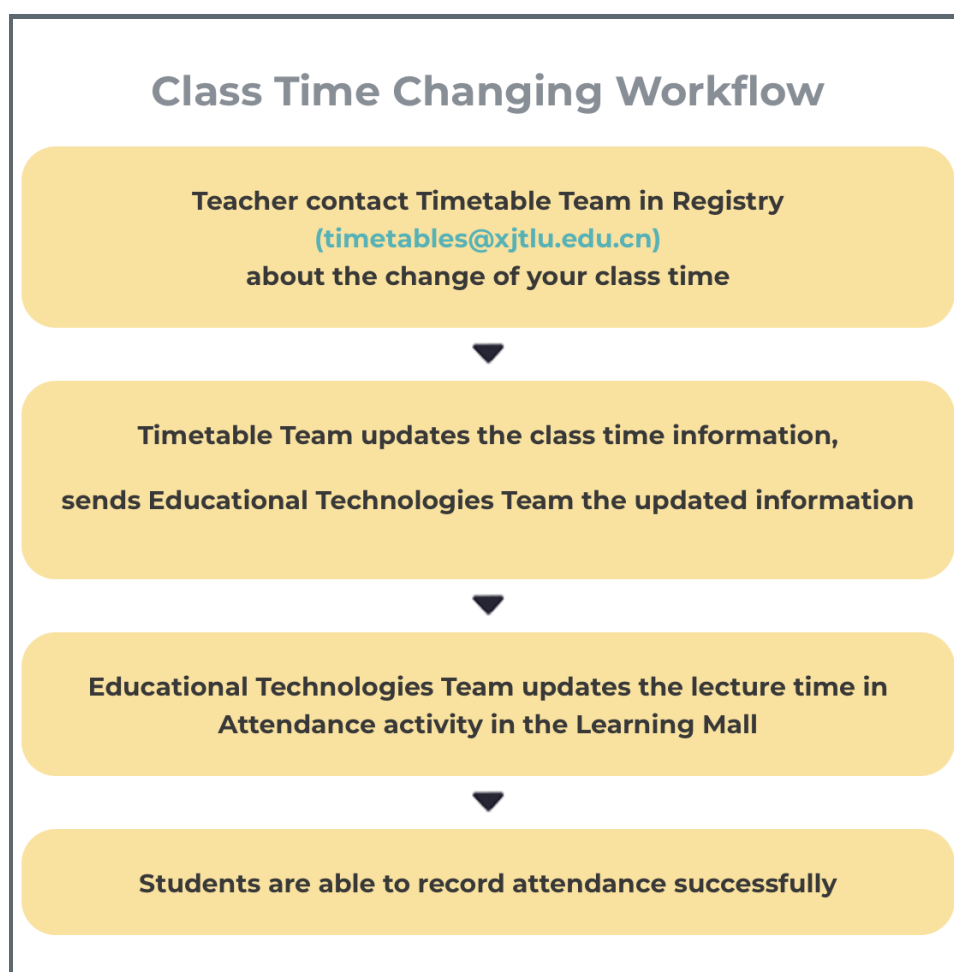 Class Time Changing Workflow
Teacher contact Timetable Team in Registry
(timetables@xjtlu.edu.cn)
about the change of your class time
Timetable Team updates the class time information,
sends Educational Technologies Team the updated information
Educational Technologies Team updates the lecture time in
Attendance activity in the Learning Mall
Students are able to record attendance successfully